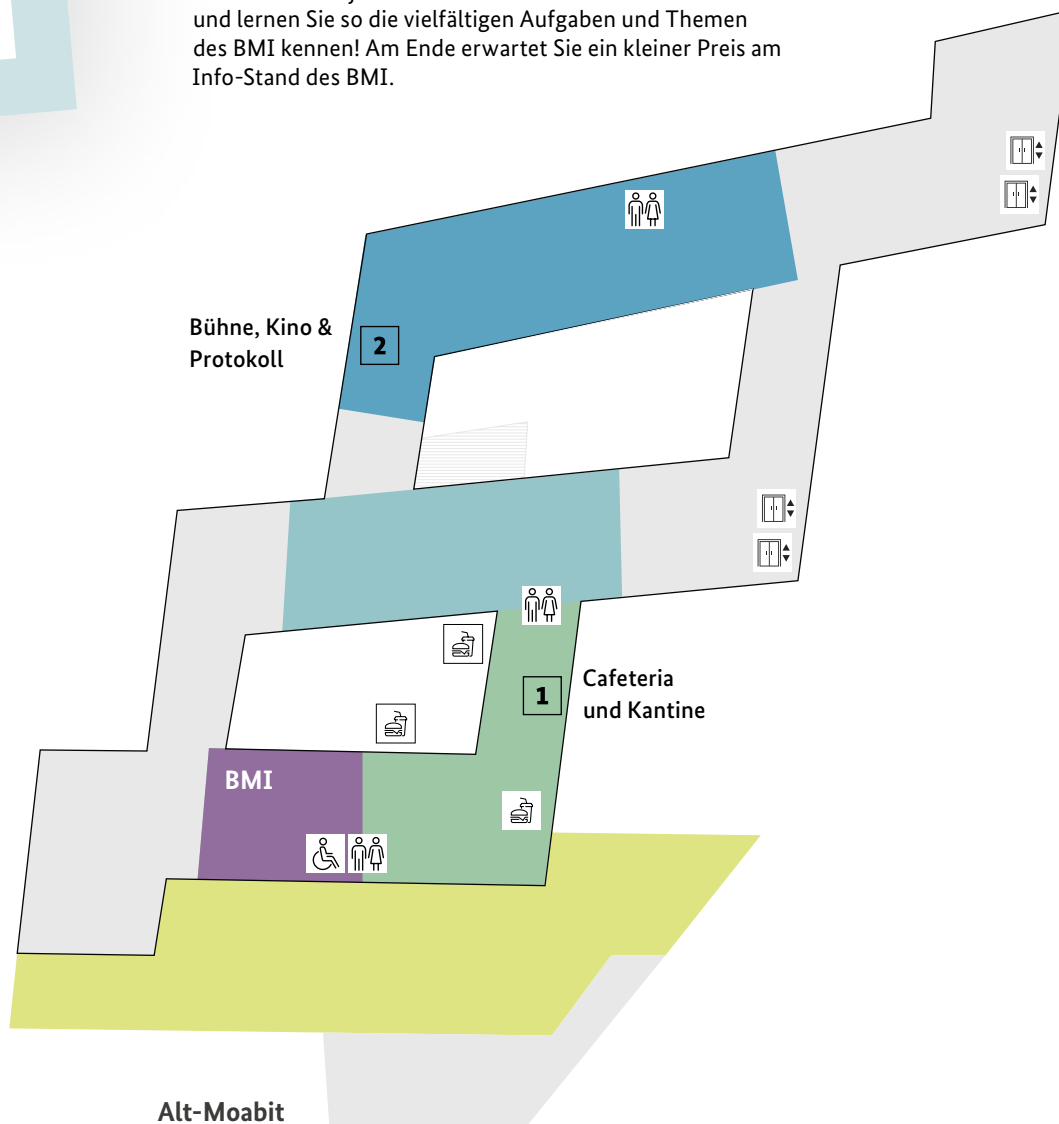 und lernen Sie so die vielfältigen Aufgaben und Themen
des BMI kennen! Am Ende erwartet Sie ein kleiner Preis am
Info-Stand des BMI.
Bühne, Kino &
Protokoll
2
1
Cafeteria
und Kantine
BMI
Alt-Moabit